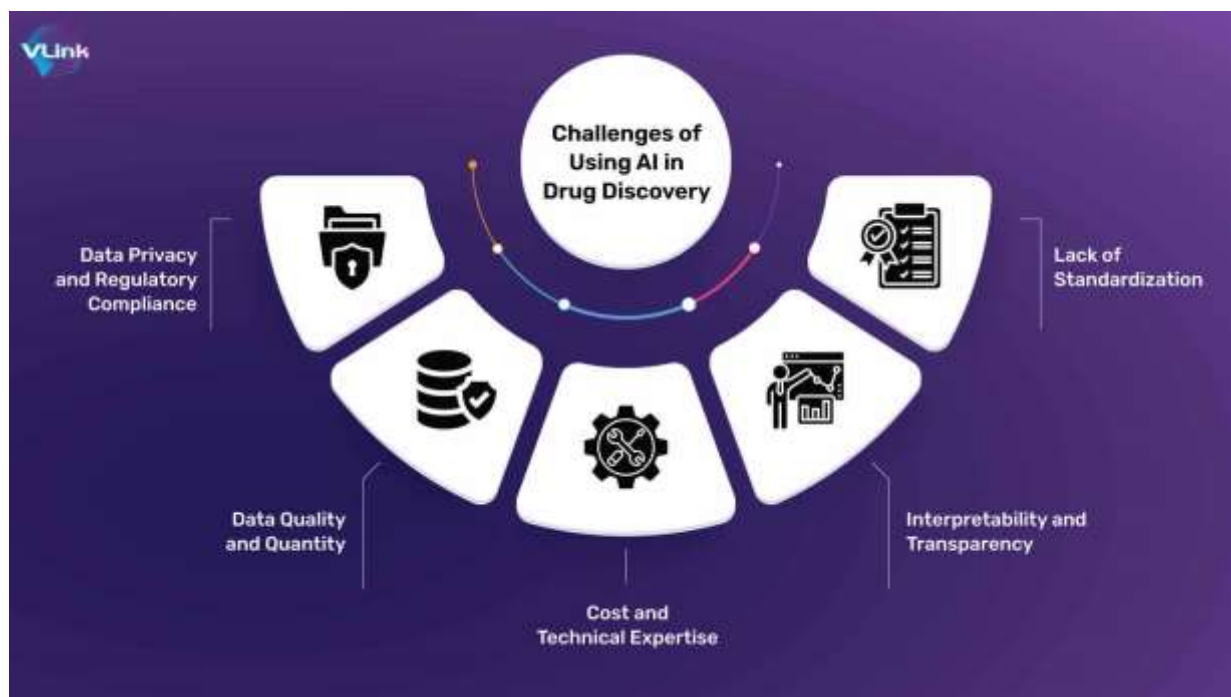 VLink
Challenges of
Using AI in
Drug Discovery
Data Privacy
and Regulatory
Compliance
Data Quality
and Quantity
Cost and
Technical Expertise
Interpretability and
Transparency
Lack of
Standardization